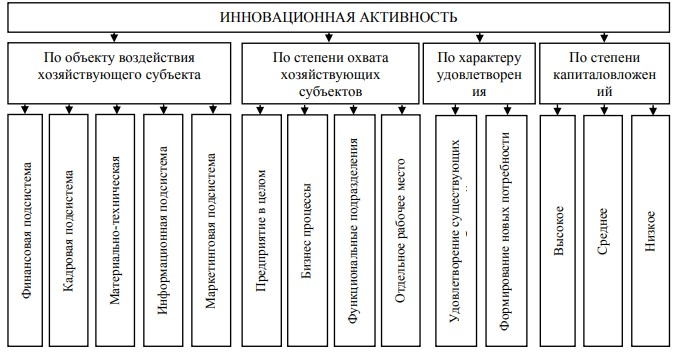 ИННОВАЦИОННАЯ АКТИВНОСТЬ
По объекту воздействия
хозяйствующего субъекта
По степени охвата
хозяйствующих
субъектов
По характеру
удовлетворен
ия
По степени
капиталовложен
ий
Финансовая подсистема
Кадровая подсистема
Материально-техническая
Информационная подсистема
Маркетинговая подсистема
Предприятие в целом
Бизнес процессы
Функциональные подразделения
Отдельное рабочее место
Удовлетворение существующих
Формирование новых потребности
Высокое
Среднее
Низкое